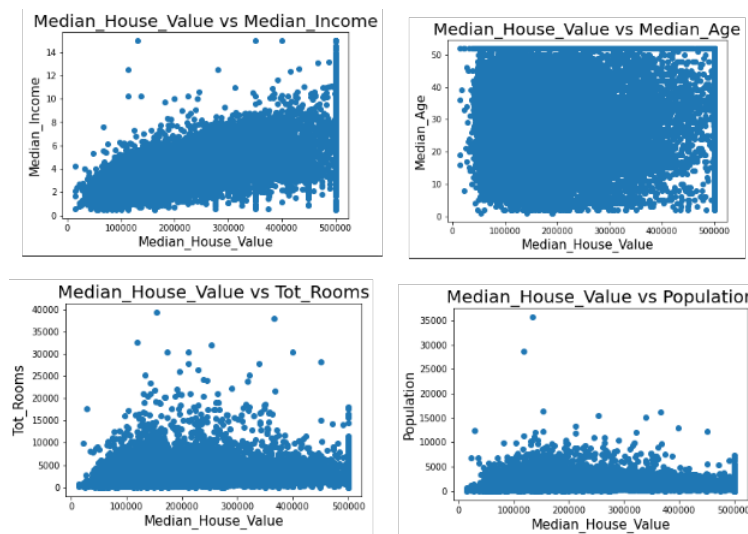 Median_House_Value vs Median_Income
14
12
10
8
6
4
2
0
Median_Income
0 100000 200000 300000 400000 500000
Median_House_Value
Median_House_Value vs Median_Age
50
40
30
20
10
0
Median_Age
0 100000 200000 300000 400000 500000
Median_House_Value
Median_House_Value vs Tot_Rooms
40000
35000
30000
25000
20000
15000
10000
5000
0
Tot_Rooms
0 100000 200000 300000 400000 500000
Median_House_Value
Median_House_Value vs Population
35000
30000
25000
20000
15000
10000
5000
0
Population
0 100000 200000 300000 400000 500000
Median_House_Value